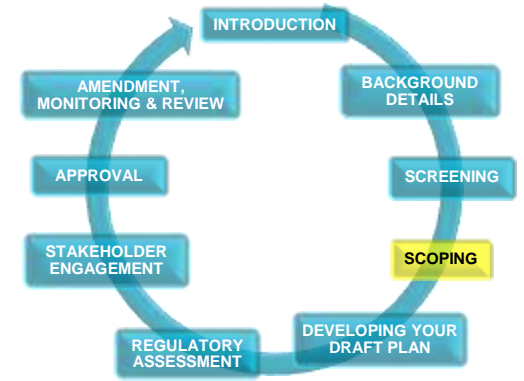 INTRODUCTION
BACKGROUND
DETAILS
SCREENING
SCOPING
DEVELOPING YOUR
DRAFT PLAN
REGULATORY
ASSESSMENT
STAKEHOLDER
ENGAGEMENT
APPROVAL
AMENDMENT,
MONITORING & REVIEW